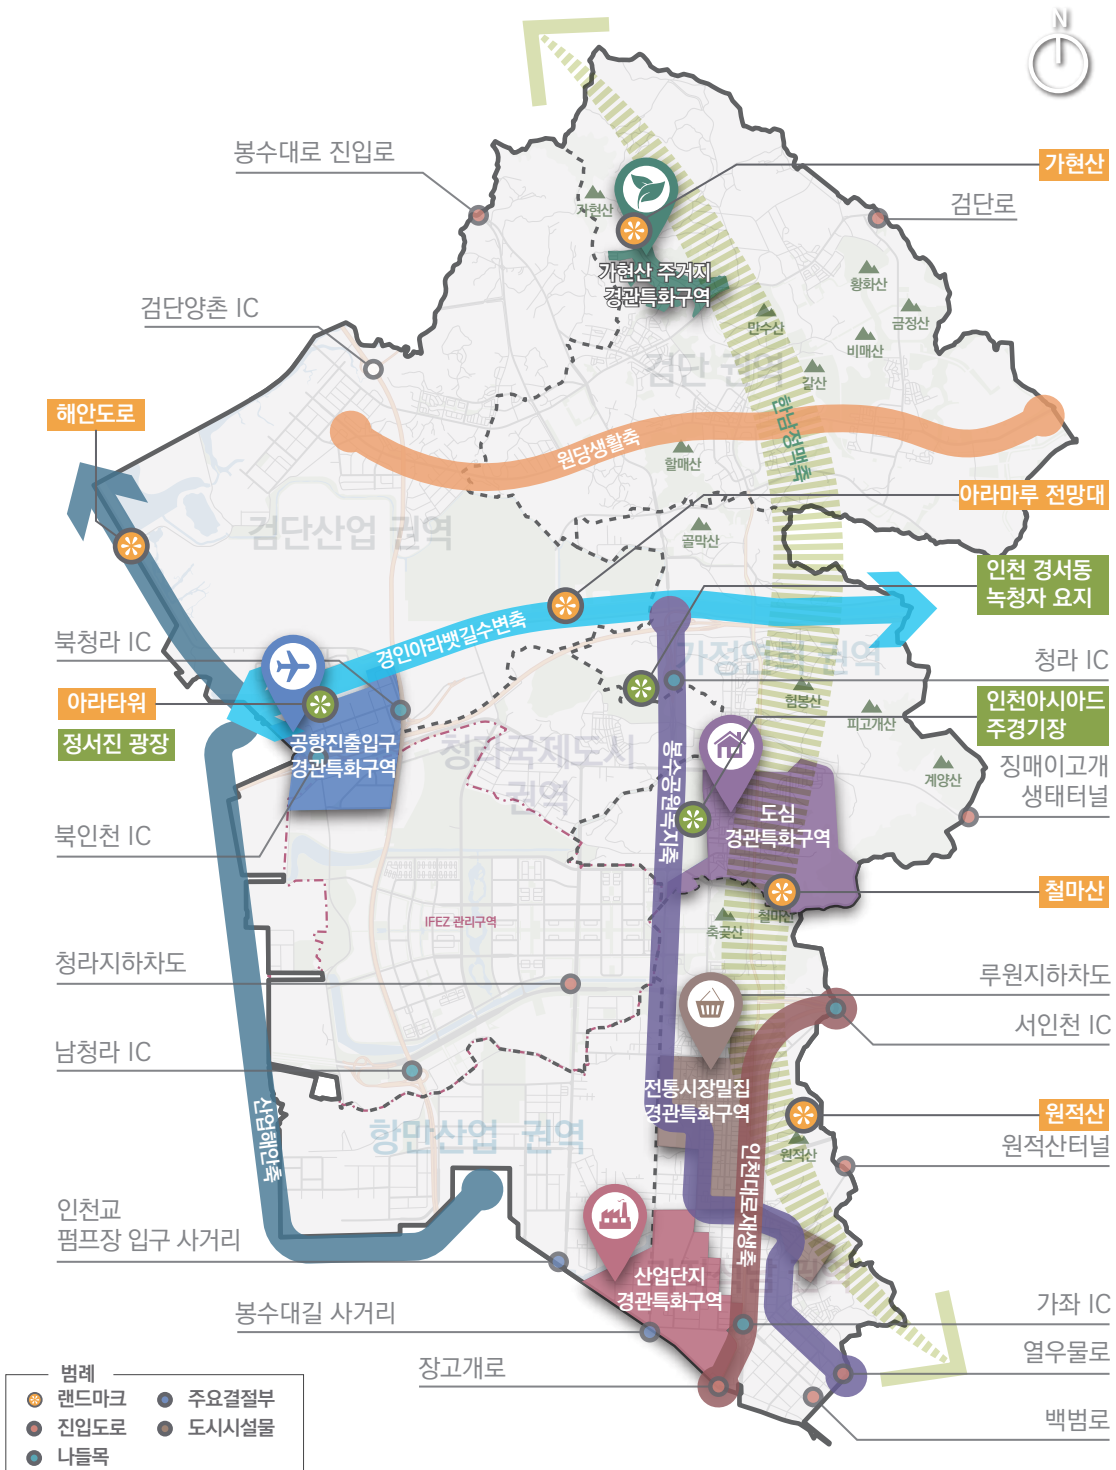 N
봉수대로 진입로
가현산
검단로
가현산
가현산 주거지
경관특화구역
황화산
금정산
만수산
비매산
갈산
검단양촌 IC
검단 권역
해안도로
한남정맥축
원당생활축
할매산
아라마루 전망대
검단산업 권역
골막산
인천 경서동
녹청자 요지
경인아라뱃길수변축
북청라 IC
청라 IC
아라타워
정서진 광장
인천아시아드
주경기장
피고개산
공항진출입구
경관특화구역
청라국제도시
권역
봉수공원녹지축
계양산
징매이고개
생태터널
도심
경관특화구역
북인천 IC
철마산
철마산
축곶산
IFEZ 관리구역
청라지하차도
루원지하차도
서인천 IC
남청라 IC
전통시장밀집
경관특화구역
산업해안축
항만산업 권역
원적산
원적산
원적산터널
인천대로재생축
인천교
펌프장 입구 사거리
산업단지
경관특화구역
봉수대길 사거리
가좌 IC
열우물로
장고개로
백범로
범례
랜드마크
주요결절부
진입도로
도시시설물
나들목